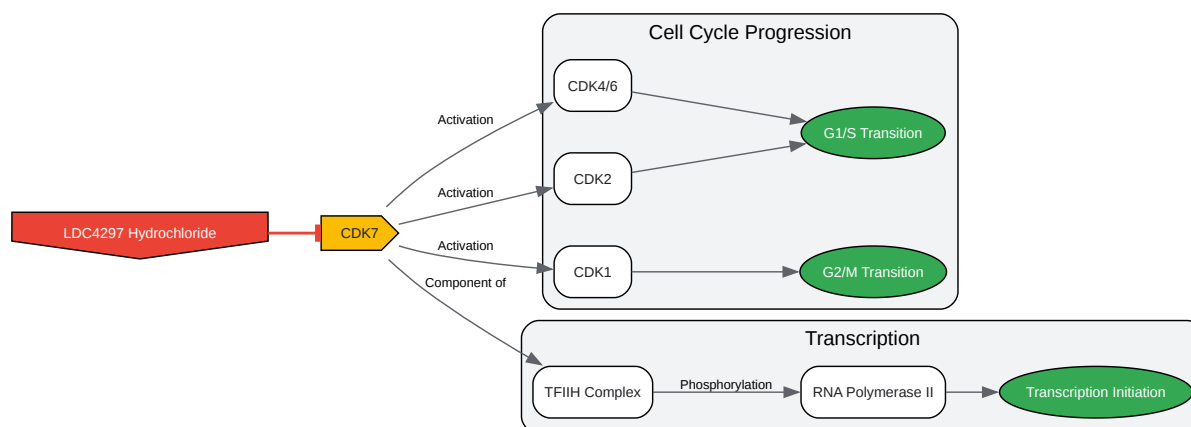 Cell Cycle Progression
CDK4/6
Activation
G1/S Transition
CDK2
Activation
LDC4297 Hydrochloride
CDK7
Activation
CDK1
G2/M Transition
Component of
Transcription
TFIIH Complex
Phosphorylation
RNA Polymerase II
Transcription Initiation